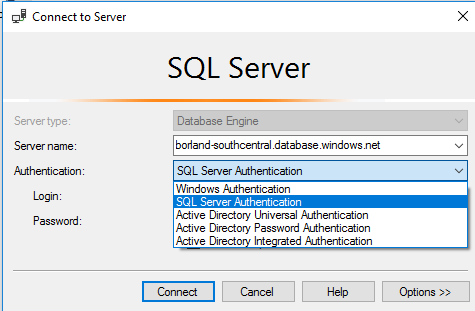 Connect to Server
SQL Server
Server type:
Database Engine
Server name:
borland-southcentral.database.windows.net
Authentication:
SQL Server Authentication
Windows Authentication
Login:
SQL Server Authentication
Active Directory Universal Authentication
Password:
Active Directory Password Authentication
Active Directory Integrated Authentication
Connect
Cancel
Help
Options >>